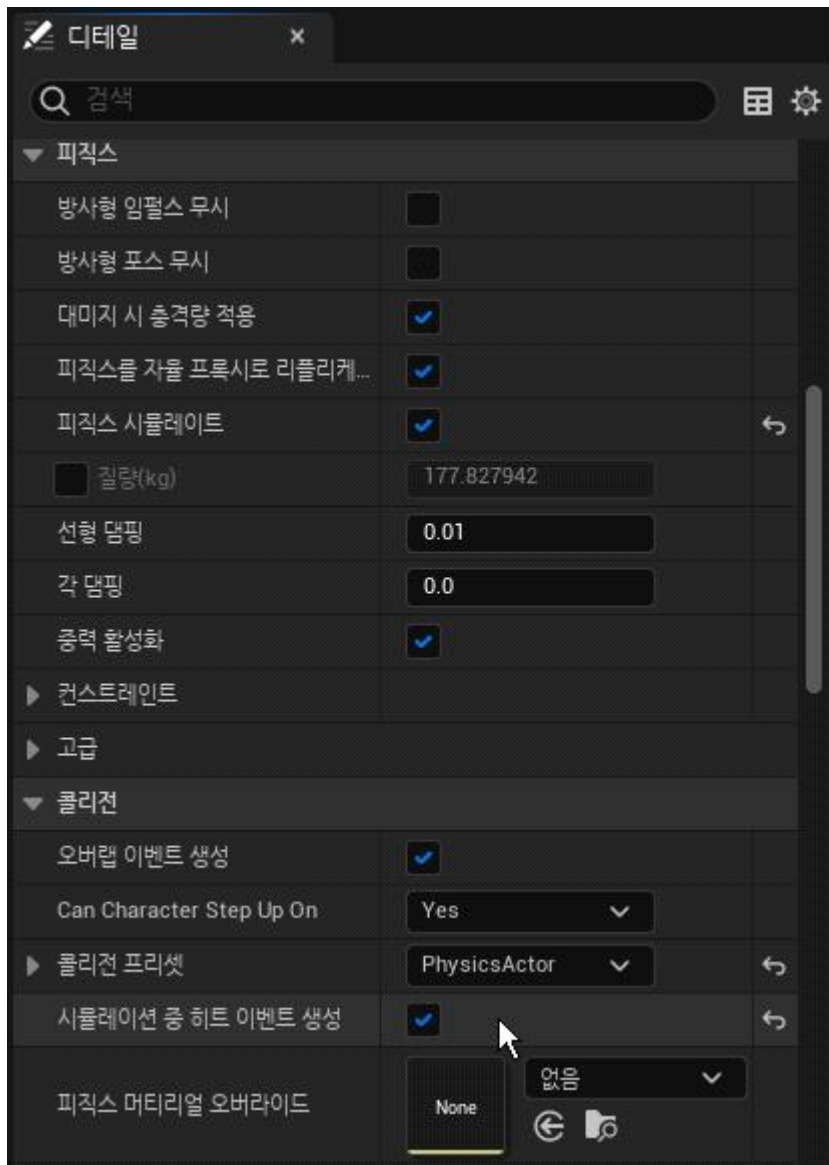 디테일
검색
피직스
방사형 임펄스 무시
방사형 포스 무시
대미지 시 충격량 적용
피직스를 자율 프록시로 리플리케...
피직스 시뮬레이트
질량(kg) 177.827942
선형 댐핑 0.01
각 댐핑 0.0
중력 활성화
컨스트레인트
고급
콜리전
오버랩 이벤트 생성
Can Character Step Up On Yes
콜리전 프리셋 PhysicsActor
시뮬레이션 중 히트 이벤트 생성
피직스 머티리얼 오버라이드 None 없음